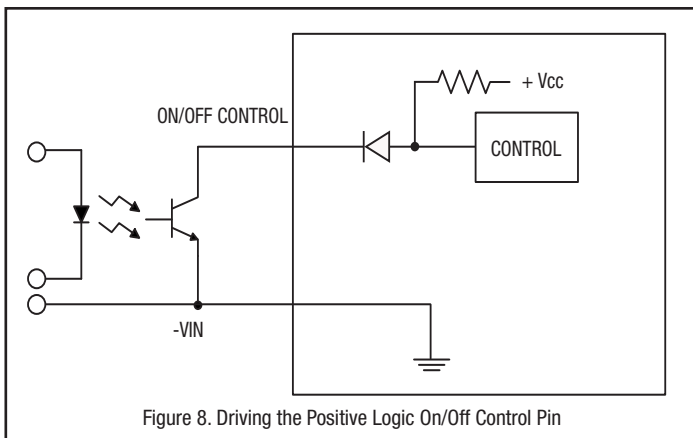 + Vcc
ON/OFF CONTROL
CONTROL
-VIN
Figure 8. Driving the Positive Logic On/Off Control Pin